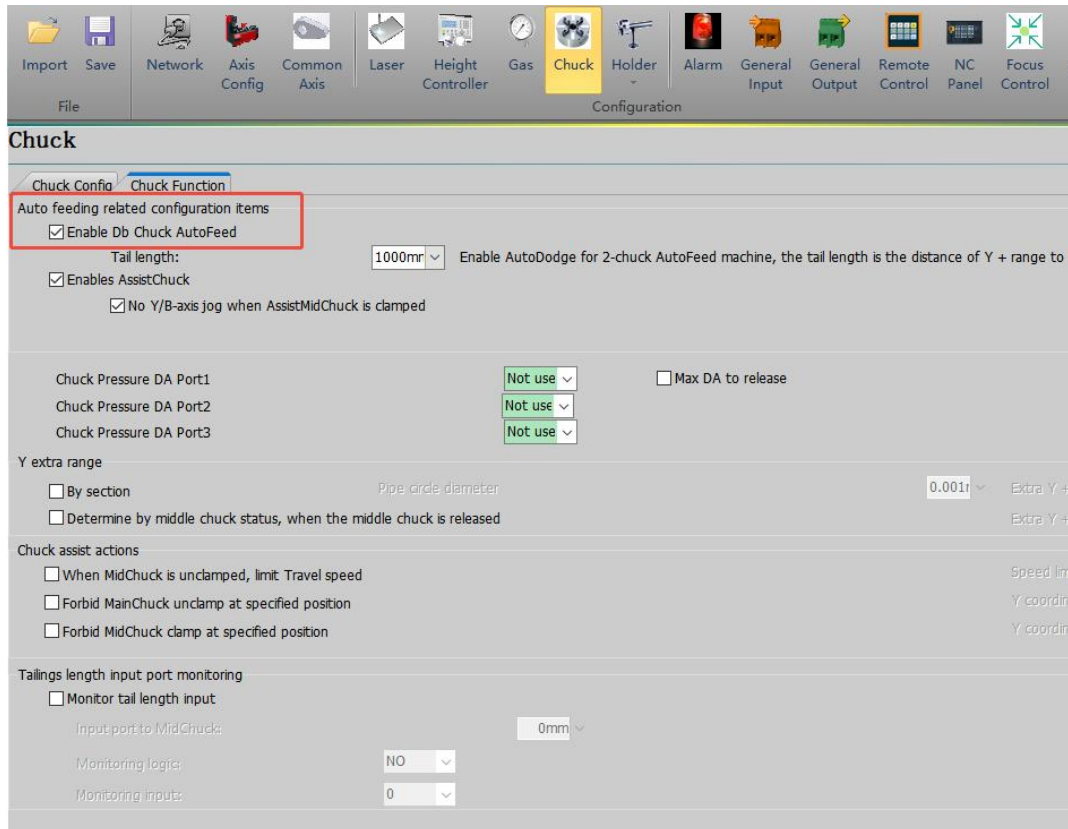 Import Save Network Axis Config Common Axis Laser Height Controller Gas Chuck Holder Alarm General Input General Output Remote Control NC Panel Focus Control
File Configuration
Chuck
Chuck Config Chuck Function
Auto feeding related configuration items
Enable Db Chuck AutoFeed
Tail length: 1000mm Enable AutoDodge for 2-chuck AutoFeed machine, the tail length is the distance of Y + range to
Enables AssistChuck
No Y/B-axis jog when AssistMidChuck is clamped
Chuck Pressure DA Port1 Not use Max DA to release
Chuck Pressure DA Port2 Not use
Chuck Pressure DA Port3 Not use
Y extra range
By section Pipe circle diameter 0.001 Extra Y +
Determine by middle chuck status, when the middle chuck is released Extra Y +
Chuck assist actions
When MidChuck is unclamped, limit Travel speed Speed lim
Forbid MainChuck unclamp at specified position Y coordin
Forbid MidChuck clamp at specified position Y coordin
Tailings length input port monitoring
Monitor tail length input
Input port to MidChuck: 0mm
Monitoring logic: NO
Monitoring input: 0